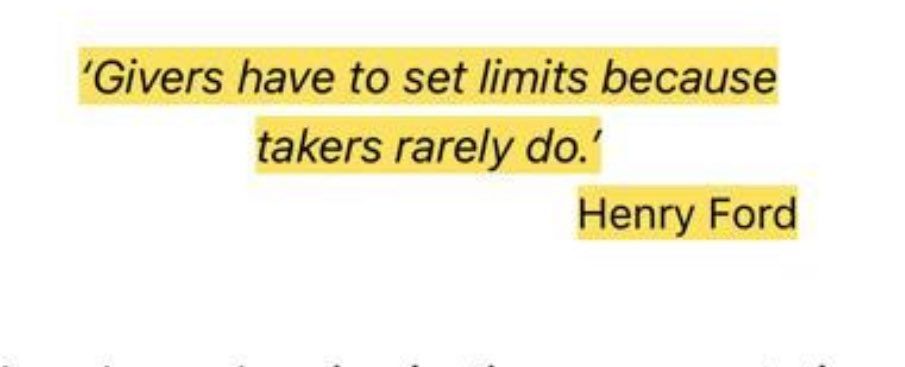 ‘Givers have to set limits because
takers rarely do.’
Henry Ford